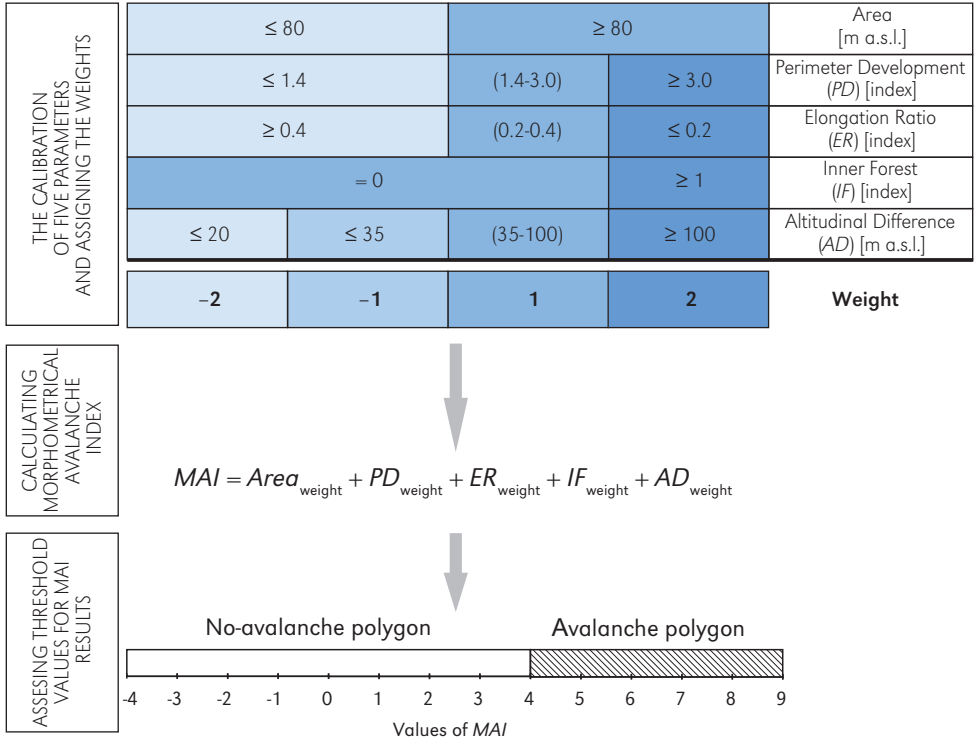 THE CALIBRATION
OF FIVE PARAMETERS
AND ASSIGNING THE WEIGHTS
≤ 80 ≥ 80 Area
[m a.s.l.]
≤ 1.4 (1.4-3.0) ≥ 3.0 Perimeter Development
(PD) [index]
≥ 0.4 (0.2-0.4) ≤ 0.2 Elongation Ratio
(ER) [index]
= 0 ≥ 1 Inner Forest
(IF) [index]
≤ 20 ≤ 35 (35-100) ≥ 100 Altitudinal Difference
(AD) [m a.s.l.]
–2 –1 1 2 Weight
CALCULATING
MORPHOMETRICAL
AVALANCHE
INDEX
MAI = Area weight + PD weight + ER weight + IF weight + AD weight
ASSESING THRESHOLD
VALUES FOR MAI
RESULTS
No-avalanche polygon Avalanche polygon
-4 -3 -2 -1 0 1 2 3 4 5 6 7 8 9
Values of MAI